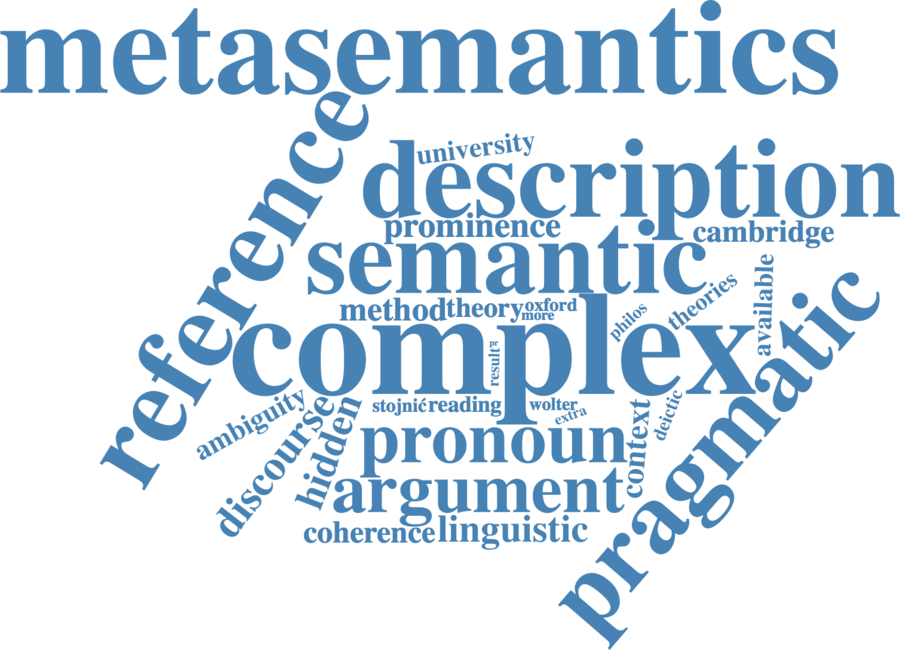 metasemantics
reference
university
description
prominence
cambridge
semantic
method
theory
oxford
more
philos
theories
available
complex
pragmatic
result
pt
ambiguity
discourse
hidden
stojnić
reading
wolter
extra
context
deictic
pronoun
argument
coherence
linguistic